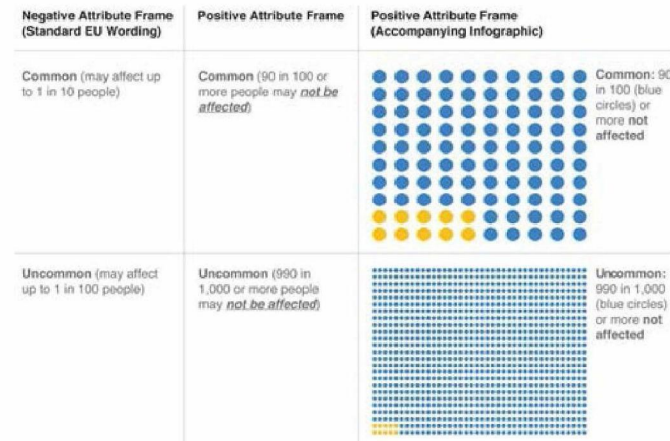 Negative Attribute Frame
(Standard EU Wording)
Positive Attribute Frame
Positive Attribute Frame
(Accompanying Infographic)
Common (may affect up
to 1 in 10 people)
Common (90 in 100 or
more people may not be
affected)
Common: 90
in 100 (blue
circles) or
more not
affected
Uncommon (may affect
up to 1 in 100 people)
Uncommon (990 in
1,000 or more people
may not be affected)
Uncommon:
990 in 1,000
(blue circles)
or more not
affected